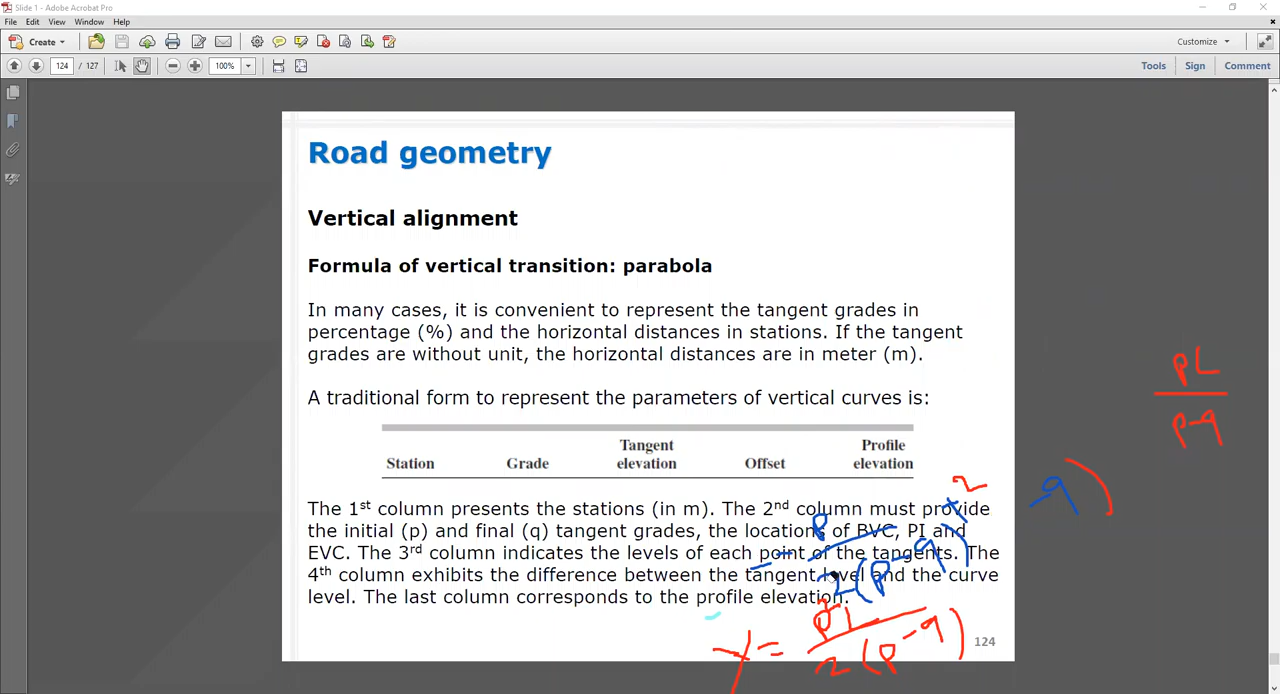 Slide 1 - Adobe Acrobat Pro
File Edit View Window Help
Create
Customize
124 / 127
100%
Tools Sign Comment
Road geometry
Vertical alignment
Formula of vertical transition: parabola
In many cases, it is convenient to represent the tangent grades in
percentage (%) and the horizontal distances in stations. If the tangent
grades are without unit, the horizontal distances are in meter (m).
A traditional form to represent the parameters of vertical curves is:
Station Grade Tangent elevation Offset Profile elevation
The 1st column presents the stations (in m). The 2nd column must provide
the initial (p) and final (q) tangent grades, the locations of BVC, PI and
EVC. The 3rd column indicates the levels of each point of the tangents. The
4th column exhibits the difference between the tangent level and the curve
level. The last column corresponds to the profile elevation.
124
pL
p-q
-q)
2(p-q)
y = p²L
2(p-q)